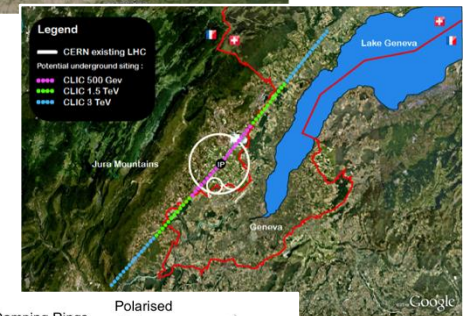 Legend
CERN existing LHC
Potential underground siting :
CLIC 500 Gev
CLIC 1.5 TeV
CLIC 3 TeV
Lake Geneva
Jura Mountains
IP
Geneva
Google
Polarised